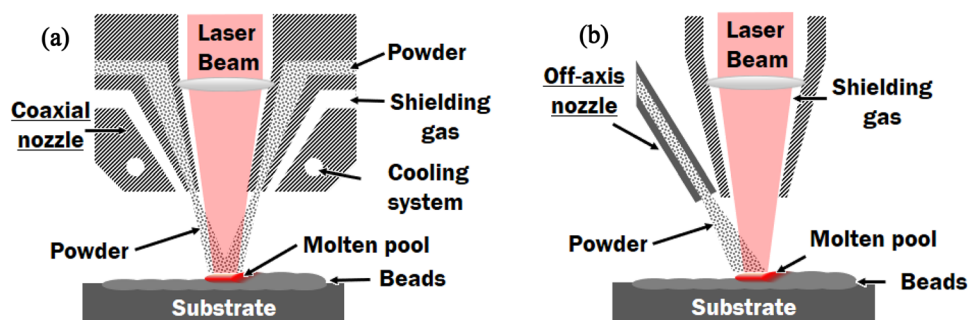 (a)
Laser
Beam
Powder
Shielding
gas
Coaxial
nozzle
Cooling
system
Powder
Molten pool
Beads
Substrate
(b)
Laser
Beam
Off-axis
nozzle
Shielding
gas
Powder
Molten pool
Beads
Substrate